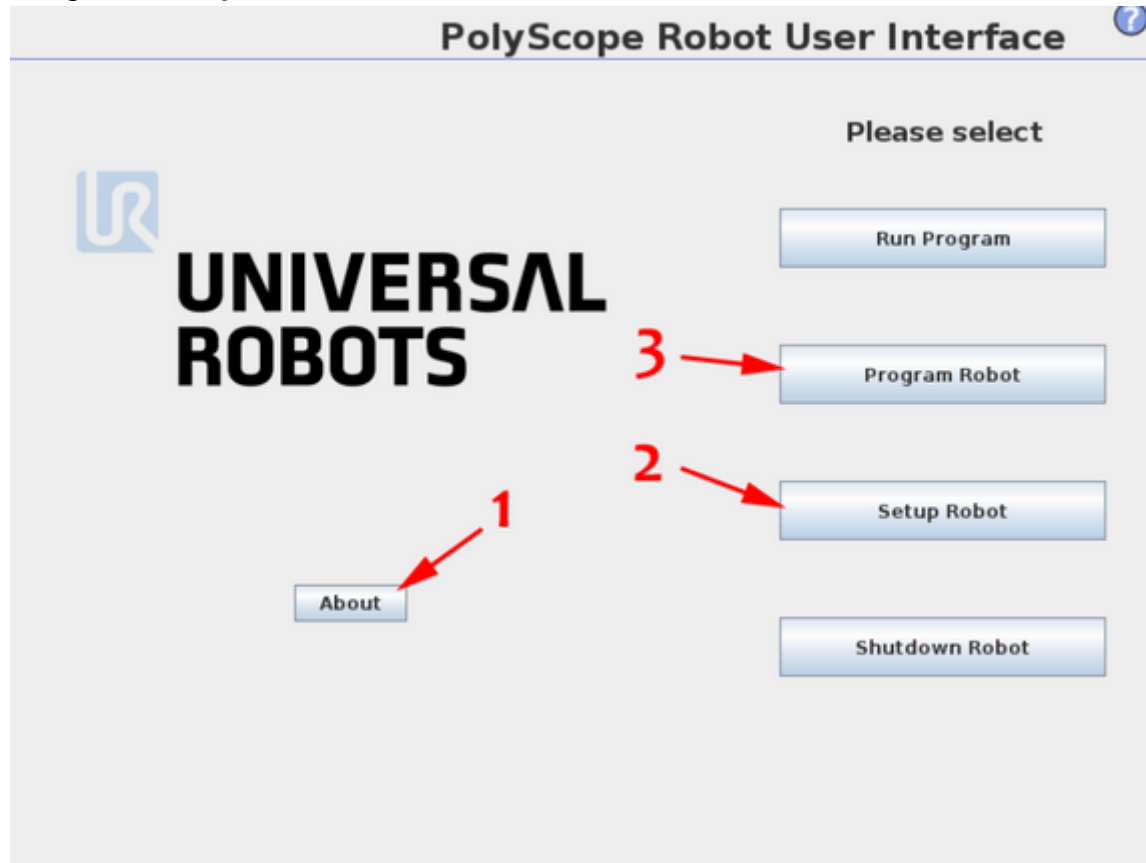 PolyScope Robot User Interface
?
Please select
UR
UNIVERSAL
ROBOTS
Run Program
3
Program Robot
2
Setup Robot
1
About
Shutdown Robot